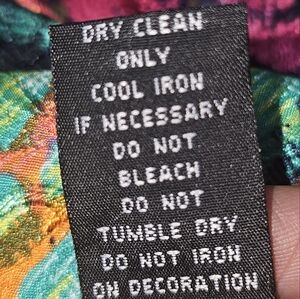 DRY CLEAN
ONLY
COOL IRON
IF NECESSARY
DO NOT
BLEACH
DO NOT
TUMBLE DRY
DO NOT IRON
ON DECORATION